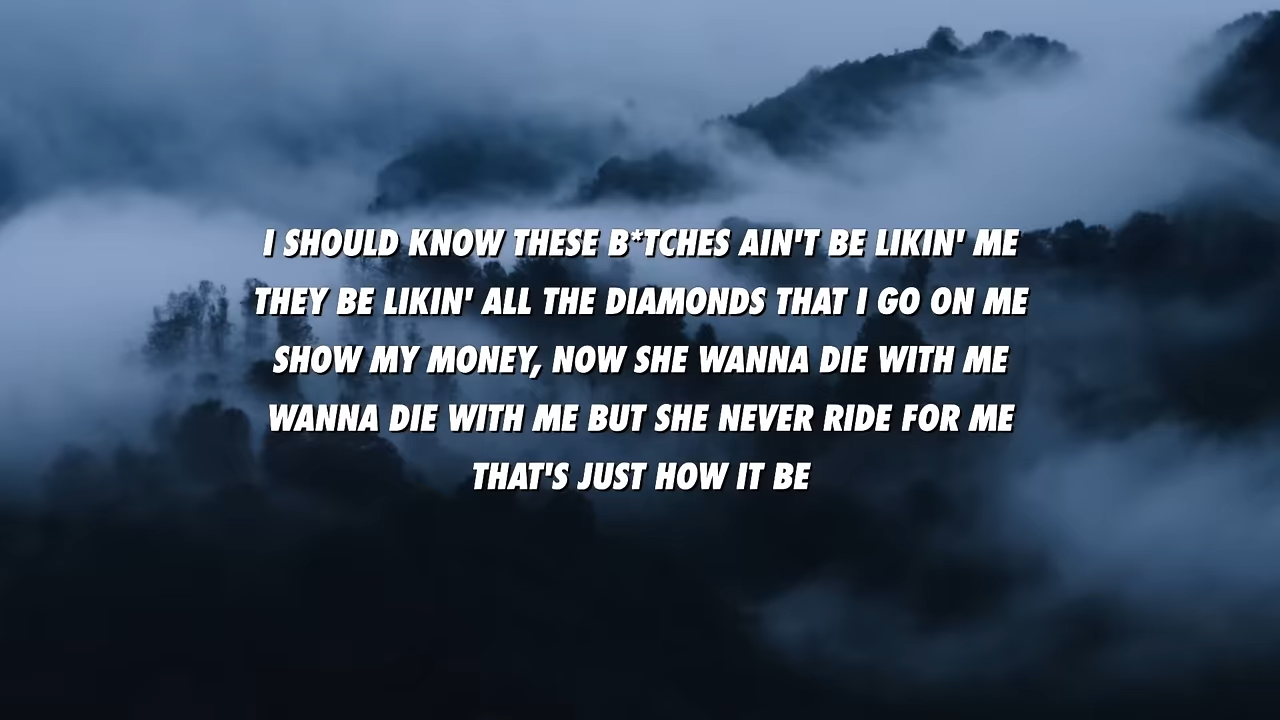 I SHOULD KNOW THESE B*TCHES AIN'T BE LIKIN' ME
THEY BE LIKIN' ALL THE DIAMONDS THAT I GO ON ME
SHOW MY MONEY, NOW SHE WANNA DIE WITH ME
WANNA DIE WITH ME BUT SHE NEVER RIDE FOR ME
THAT'S JUST HOW IT BE